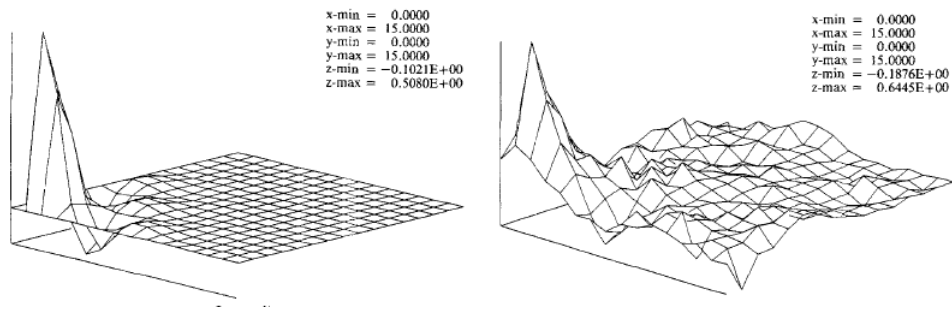 x-min = 0.0000
x-max = 15.0000
y-min = 0.0000
y-max = 15.0000
z-min = −0.1021E+00
z-max = 0.5080E+00
x-min = 0.0000
x-max = 15.0000
y-min = 0.0000
y-max = 15.0000
z-min = −0.1876E+00
z-max = 0.6445E+00